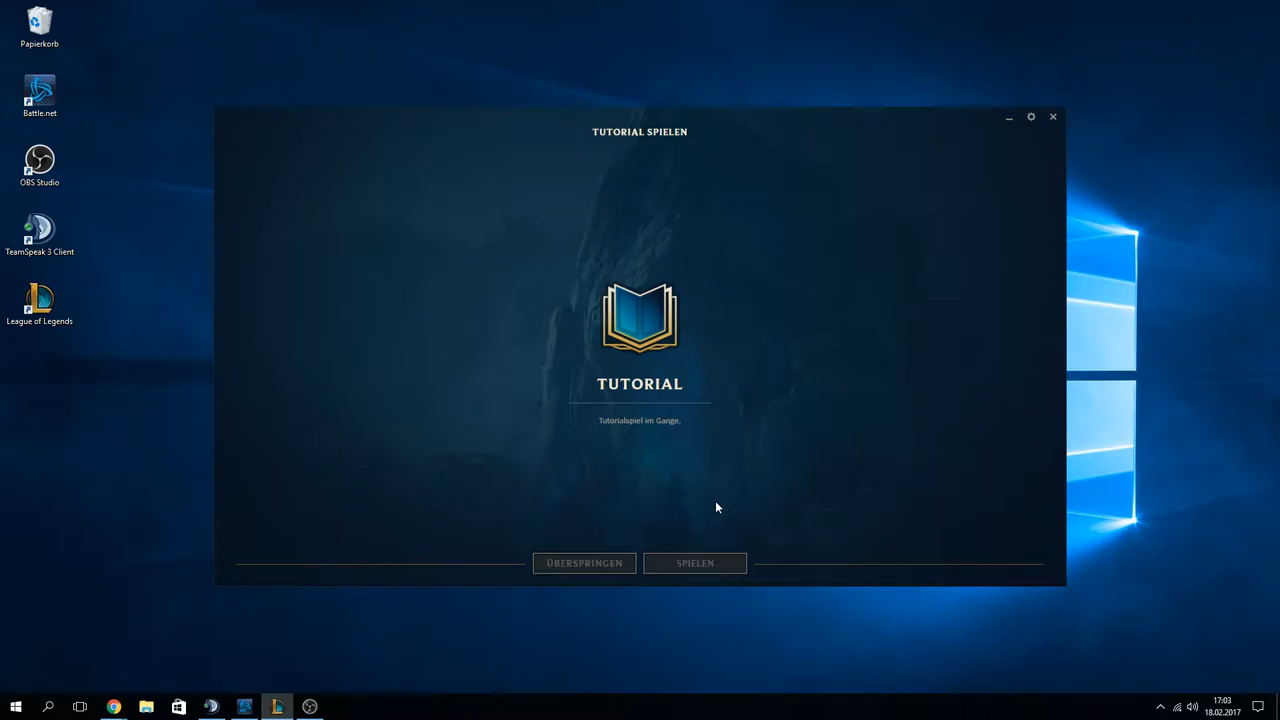 Papierkorb
Battle.net
OBS Studio
TeamSpeak 3 Client
League of Legends
TUTORIAL SPIELEN
TUTORIAL
Tutorialspiel im Gange.
ÜBERSPRINGEN
SPIELEN
17:03
18.02.2017